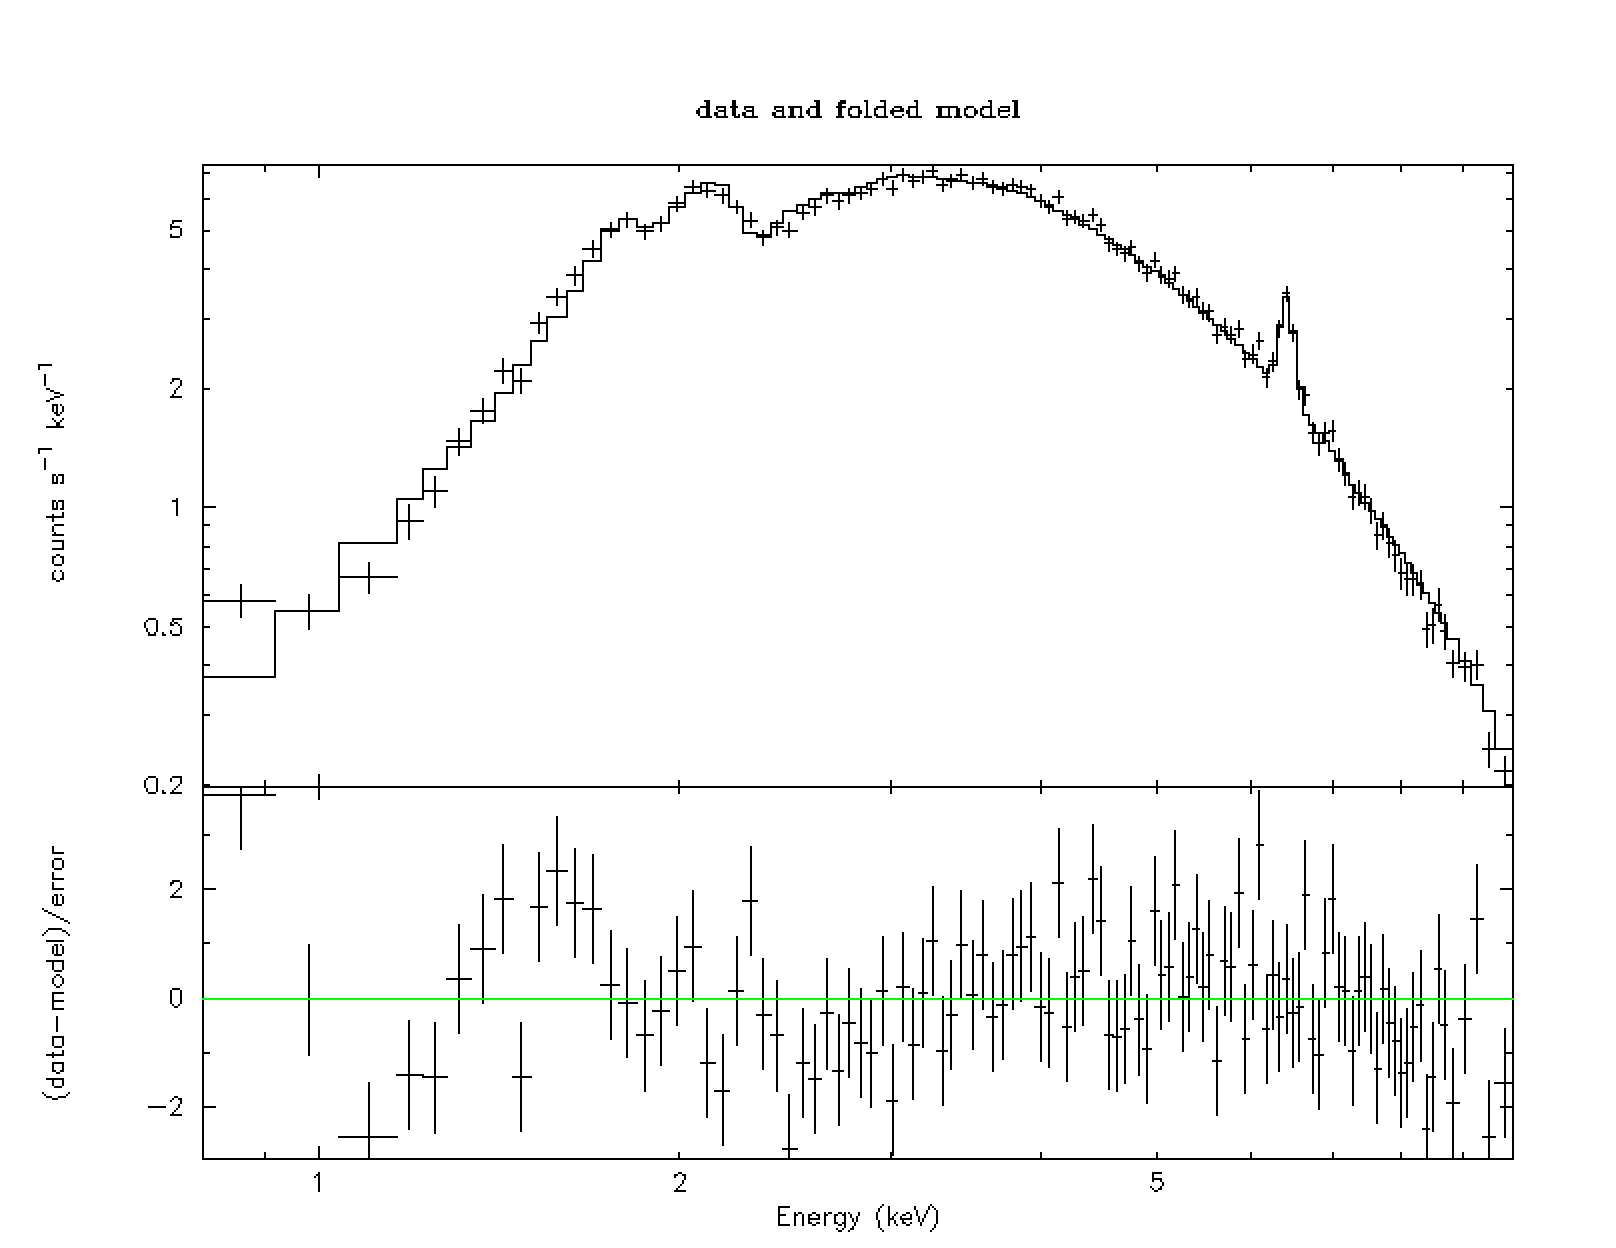 data and folded model
counts s⁻¹ keV⁻¹
5
2
1
0.5
0.2
(data−model)/error
2
0
−2
1
2
5
Energy (keV)